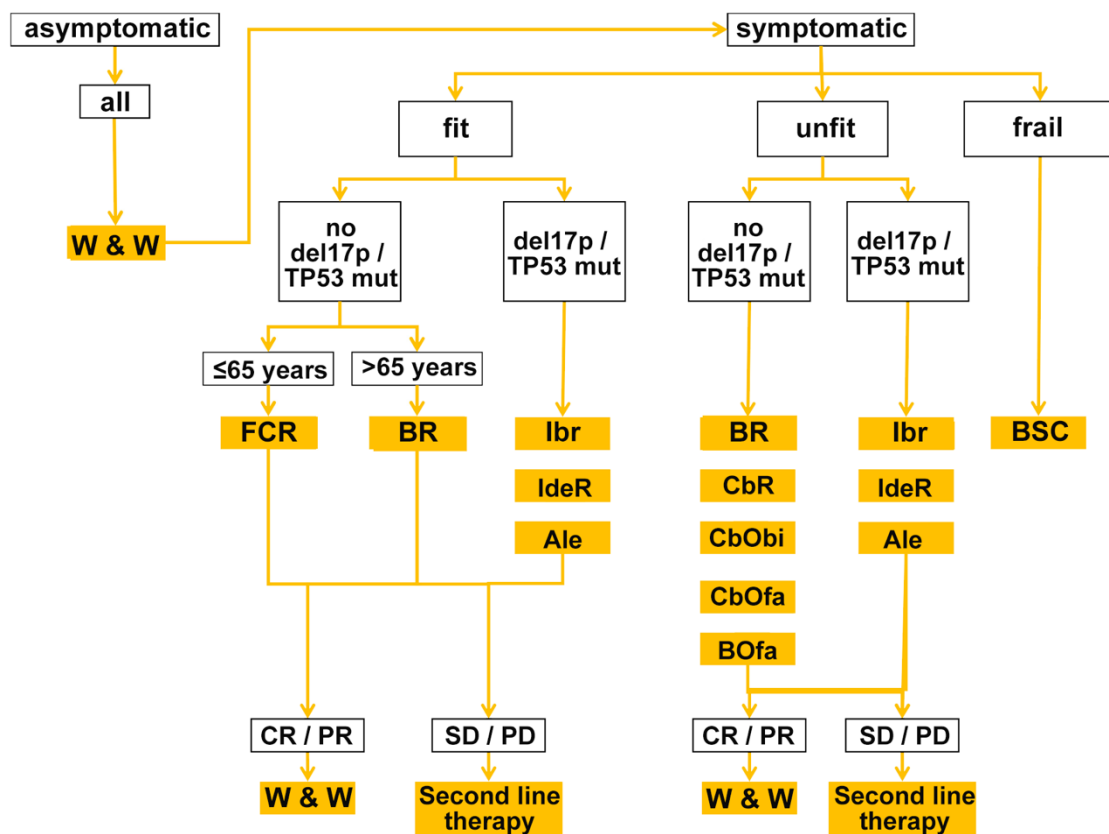 asymptomatic
symptomatic
all
fit
unfit
frail
W & W
no
del17p /
TP53 mut
del17p /
TP53 mut
no
del17p /
TP53 mut
del17p /
TP53 mut
≤65 years
>65 years
FCR
BR
Ibr
BR
Ibr
BSC
IdeR
CbR
IdeR
Ale
CbObi
Ale
CbOfa
BOfa
CR / PR
SD / PD
CR / PR
SD / PD
W & W
Second line
therapy
W & W
Second line
therapy